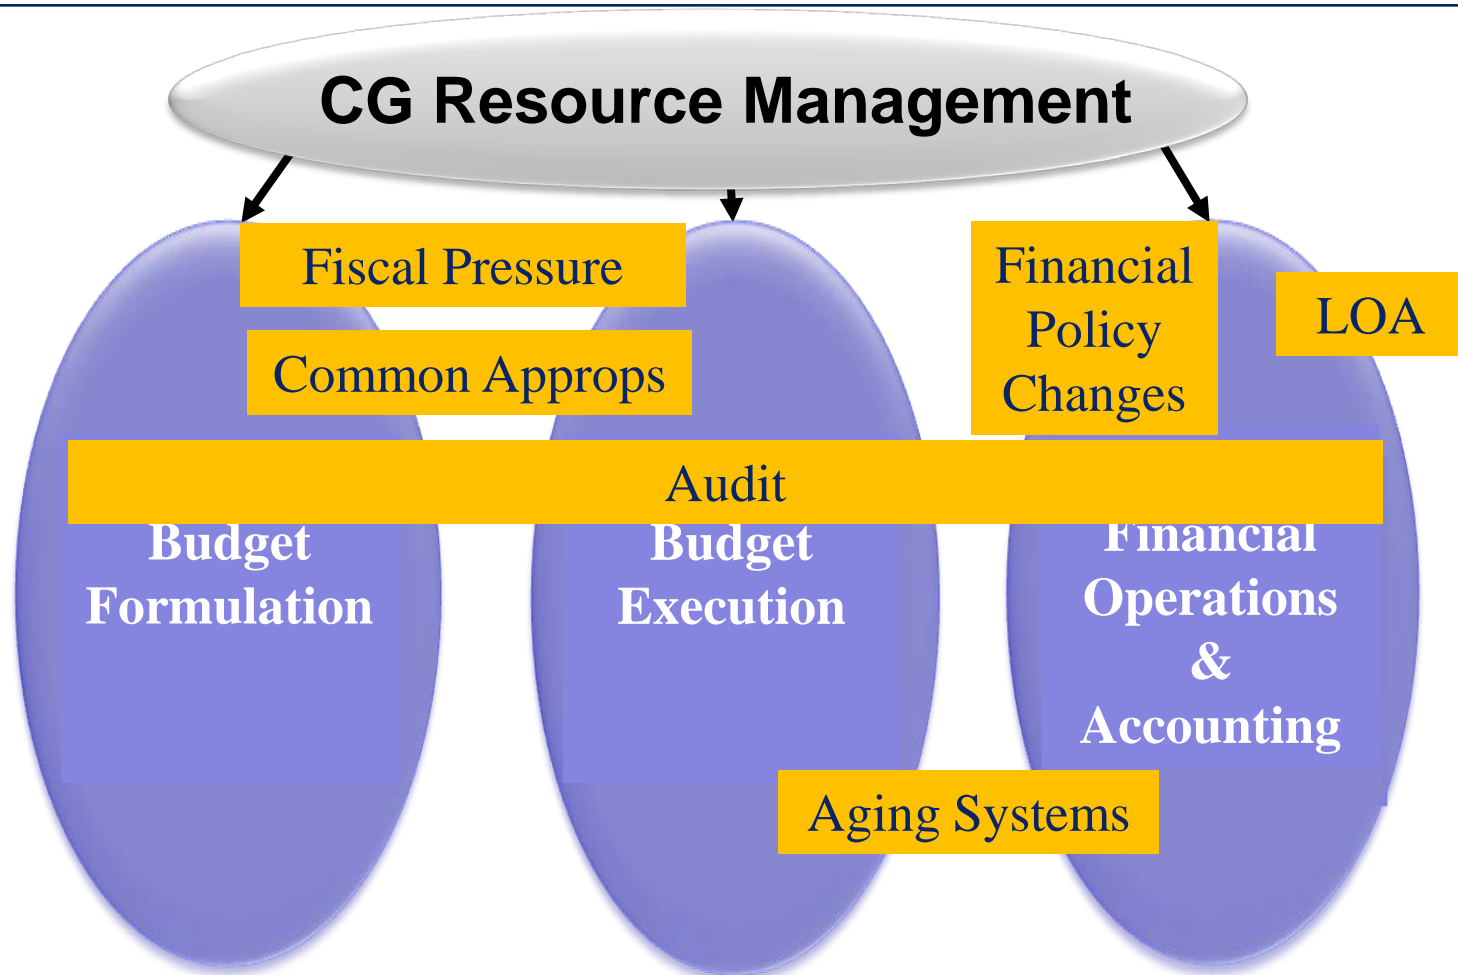 CG Resource Management
Fiscal Pressure
Common Approps
Financial
Policy
Changes
LOA
Audit
Budget
Formulation
Budget
Execution
Financial
Operations
&
Accounting
Aging Systems